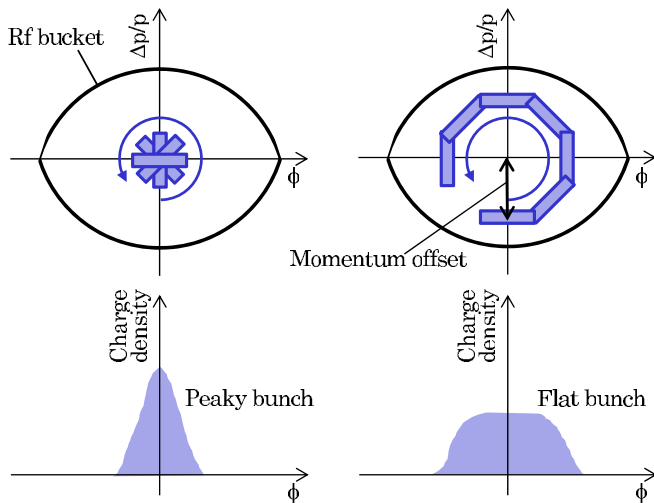 Rf bucket
Δp/p
ϕ
Δp/p
ϕ
Momentum offset
Charge
density
Peaky bunch
ϕ
Charge
density
Flat bunch
ϕ